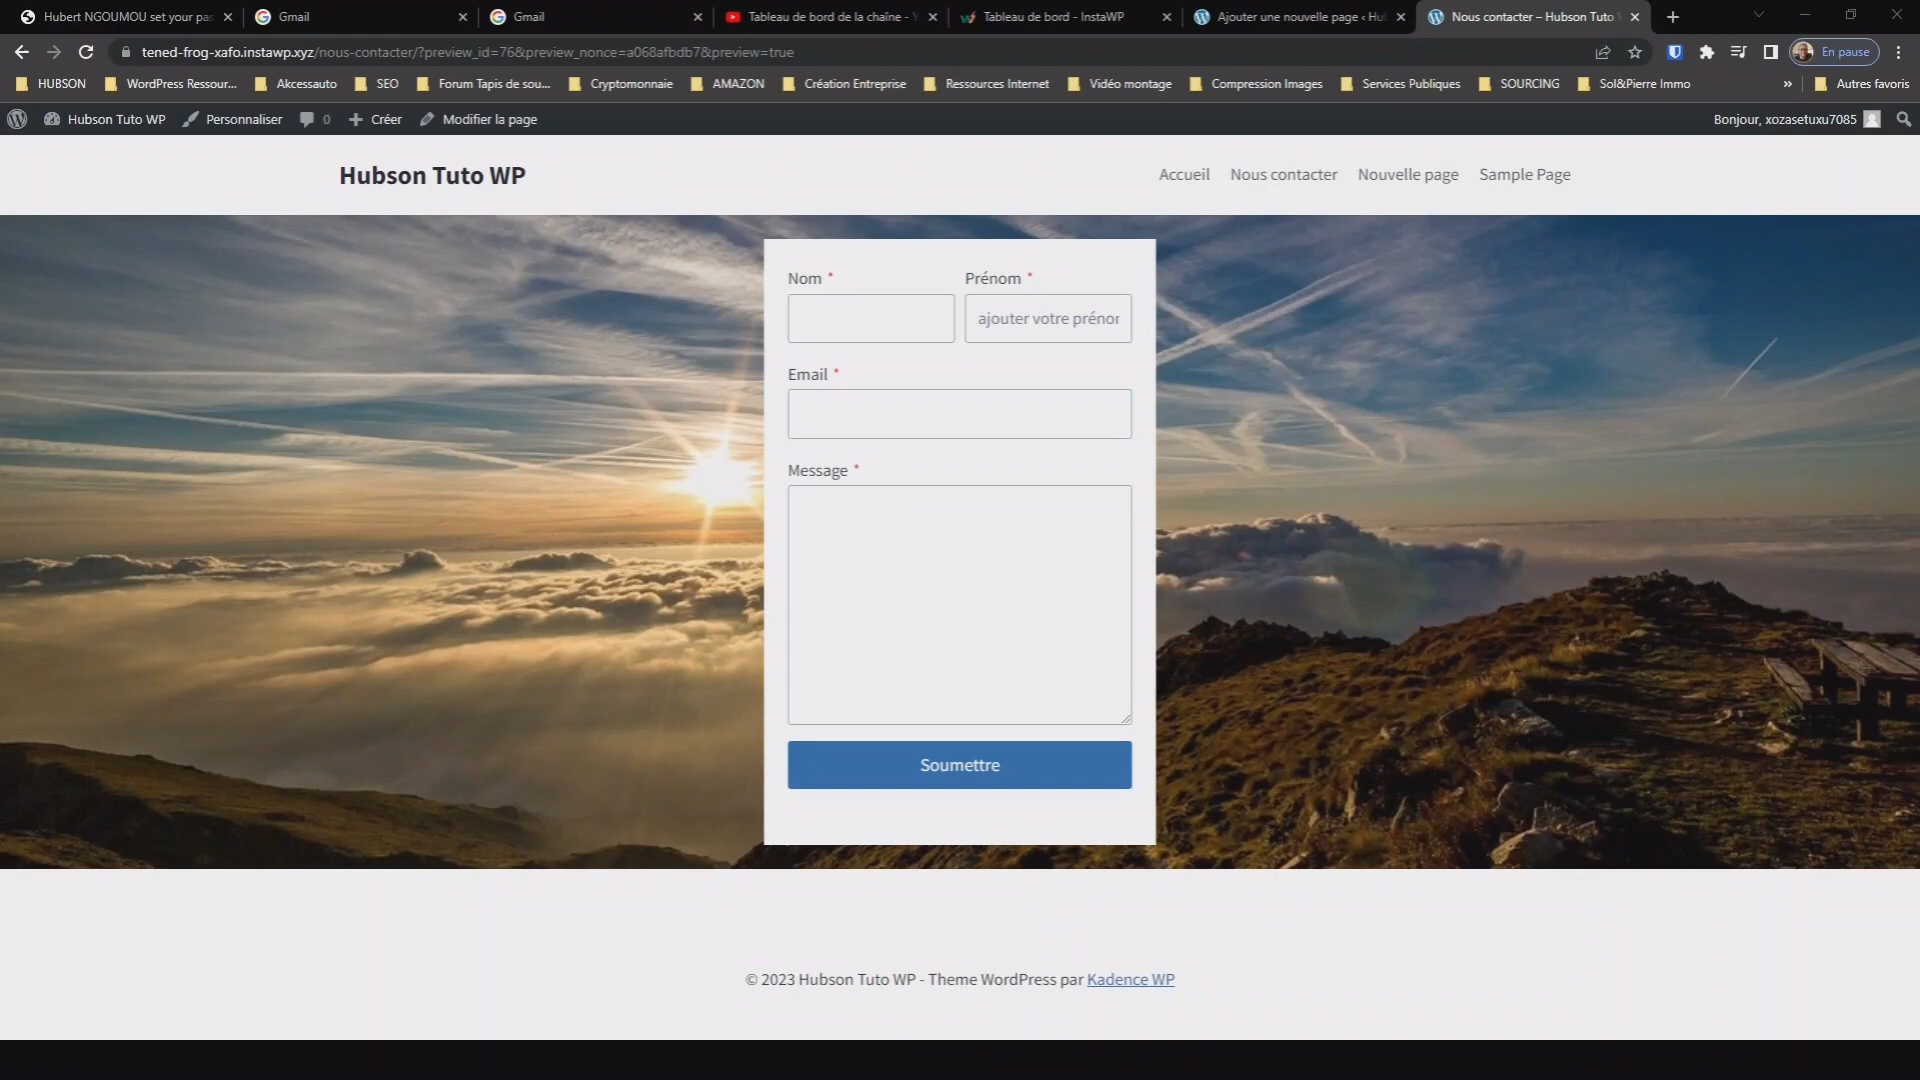 Hubert NGOUMOU set your pas
Gmail
Gmail
Tableau de bord de la chaîne - Y
Tableau de bord - InstaWP
Ajouter une nouvelle page ‹ Hub
Nous contacter – Hubson Tuto W
tened-frog-xafo.instawp.xyz/nous-contacter/?preview_id=76&preview_nonce=a068afbdb7&preview=true
En pause
HUBSON
WordPress Ressour...
Akcessauto
SEO
Forum Tapis de sou...
Cryptomonnaie
AMAZON
Création Entreprise
Ressources Internet
Vidéo montage
Compression Images
Services Publiques
SOURCING
Sol&Pierre Immo
»
Autres favoris
Hubson Tuto WP
Personnaliser
0
Créer
Modifier la page
Bonjour, xozasetuxu7085
Hubson Tuto WP
Accueil
Nous contacter
Nouvelle page
Sample Page
Nom *
Prénom *
ajouter votre prénom
Email *
Message *
Soumettre
© 2023 Hubson Tuto WP - Theme WordPress par Kadence WP